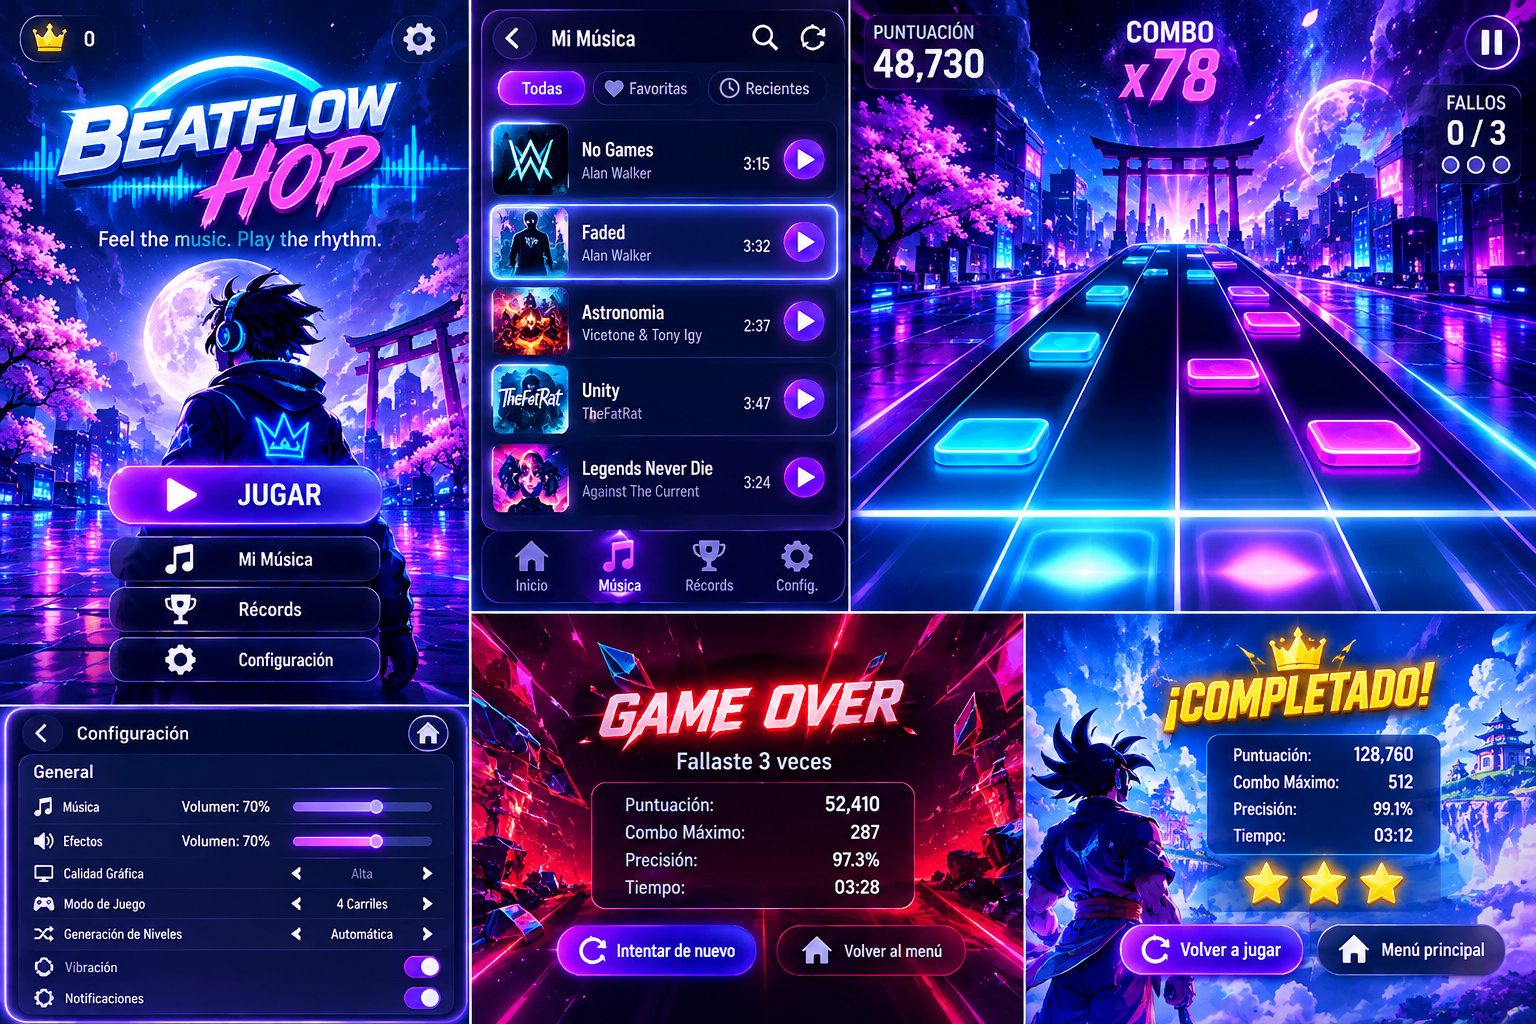 0
BEATFLOW
HOP
Feel the music. Play the rhythm.
JUGAR
Mi Música
Récords
Configuración
Mi Música
Todas
Favoritas
Recientes
No Games
Alan Walker
3:15
Faded
Alan Walker
3:32
Astronomia
Vicetone & Tony Igy
2:37
TheFatRat
Unity
TheFatRat
3:47
Legends Never Die
Against The Current
3:24
Inicio
Música
Récords
Config.
PUNTUACIÓN
48,730
COMBO
x78
FALLOS
0 / 3
Configuración
General
Música Volumen: 70%
Efectos Volumen: 70%
Calidad Gráfica Alta
Modo de Juego 4 Carriles
Generación de Niveles Automática
Vibración
Notificaciones
GAME OVER
Fallaste 3 veces
Puntuación: 52,410
Combo Máximo: 287
Precisión: 97.3%
Tiempo: 03:28
Intentar de nuevo
Volver al menú
¡COMPLETADO!
Puntuación: 128,760
Combo Máximo: 512
Precisión: 99.1%
Tiempo: 03:12
Volver a jugar
Menú principal